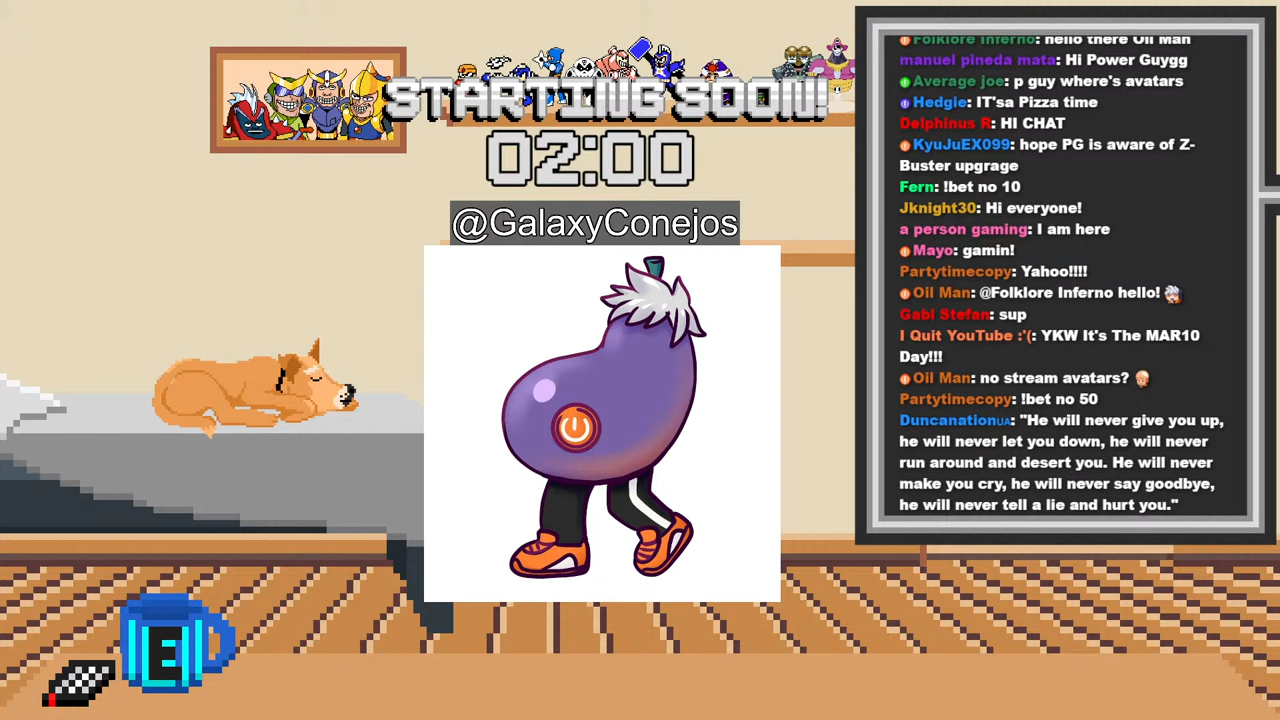 STARTING SOON!
02:00
@GalaxyConejos
E
Folklore Inferno: hello there Oil Man
manuel pineda mata: Hi Power Guygg
Average joe: p guy where's avatars
Hedgie: IT'sa Pizza time
Delphinus R: HI CHAT
KyuJuEX099: hope PG is aware of Z-
Buster upgrage
Fern: !bet no 10
Jknight30: Hi everyone!
a person gaming: I am here
Mayo: gamin!
Partytimecopy: Yahoo!!!!
Oil Man: @Folklore Inferno hello!
Gabl Stefan: sup
I Quit YouTube :'(: YKW It's The MAR10
Day!!!
Oil Man: no stream avatars?
Partytimecopy: !bet no 50
DuncanationUA: "He will never give you up,
he will never let you down, he will never
run around and desert you. He will never
make you cry, he will never say goodbye,
he will never tell a lie and hurt you."